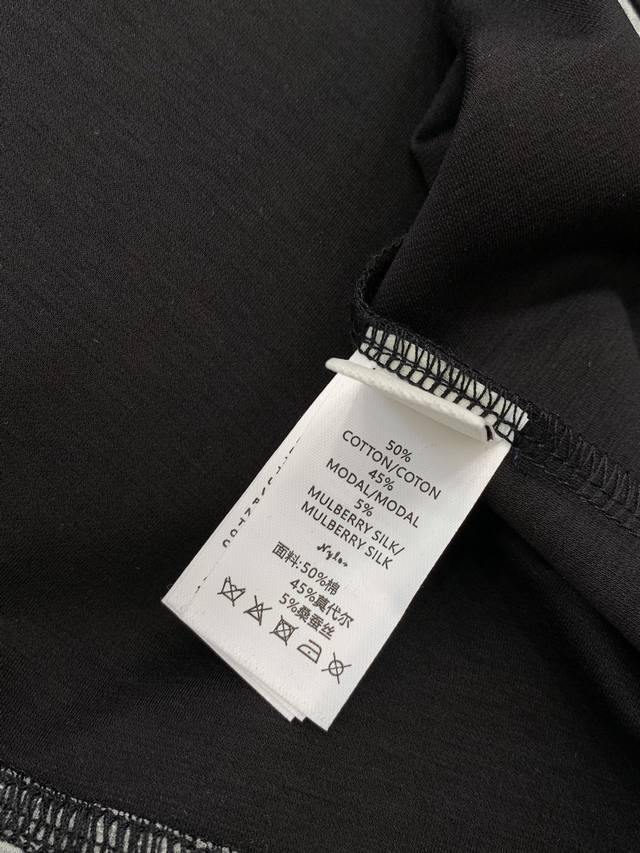 50%
COTTON/COTON
45%
MODAL/MODAL
5%
MULBERRY SILK/
MULBERRY SILK
面料:50%棉
45%莫代尔
5%桑蚕丝